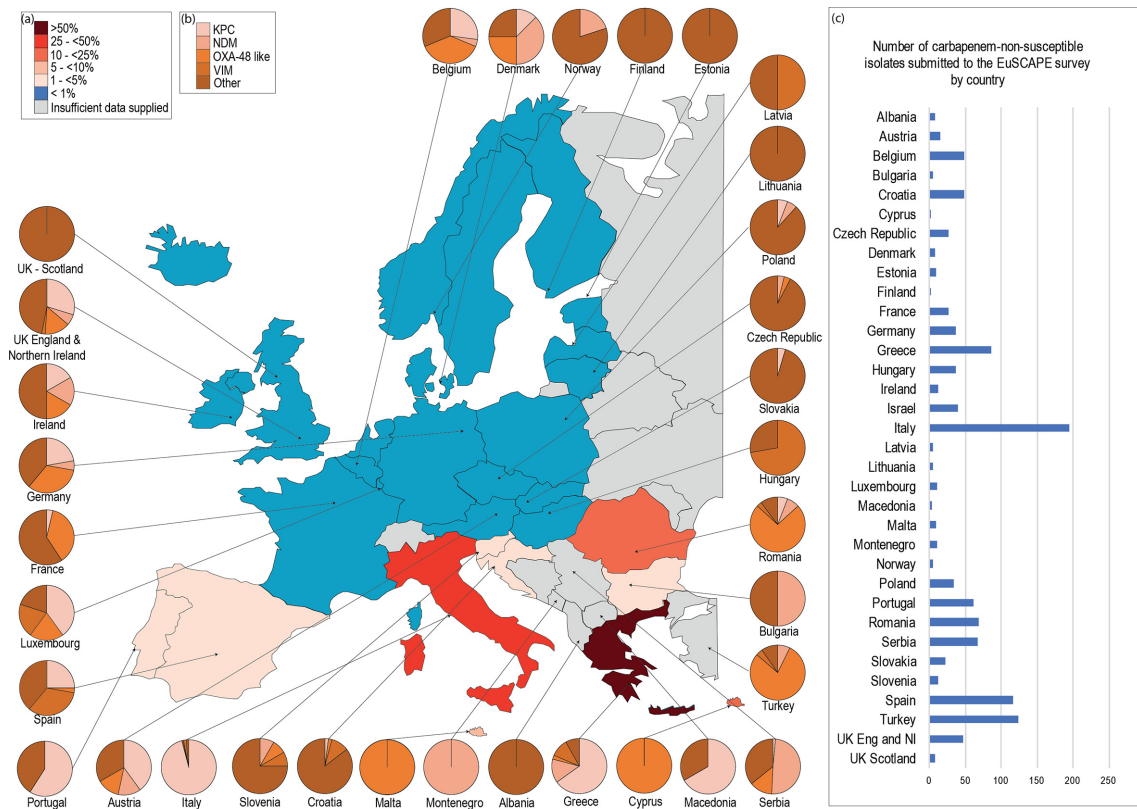 (a)
>50%
25 - <50%
10 - <25%
5 - <10%
1 - <5%
< 1%
Insufficient data supplied
(b)
KPC
NDM
OXA-48 like
VIM
Other
Belgium
Denmark
Norway
Finland
Estonia
Latvia
Lithuania
Poland
Czech Republic
Slovakia
Hungary
Romania
Bulgaria
Turkey
UK - Scotland
UK England &
Northern Ireland
Ireland
Germany
France
Luxembourg
Spain
Portugal
Austria
Italy
Slovenia
Croatia
Malta
Montenegro
Albania
Greece
Cyprus
Macedonia
Serbia
(c)
Number of carbapenem-non-susceptible
isolates submitted to the EuSCAPE survey
by country
Albania
Austria
Belgium
Bulgaria
Croatia
Cyprus
Czech Republic
Denmark
Estonia
Finland
France
Germany
Greece
Hungary
Ireland
Israel
Italy
Latvia
Lithuania
Luxembourg
Macedonia
Malta
Montenegro
Norway
Poland
Portugal
Romania
Serbia
Slovakia
Slovenia
Spain
Turkey
UK Eng and NI
UK Scotland
0 50 100 150 200 250